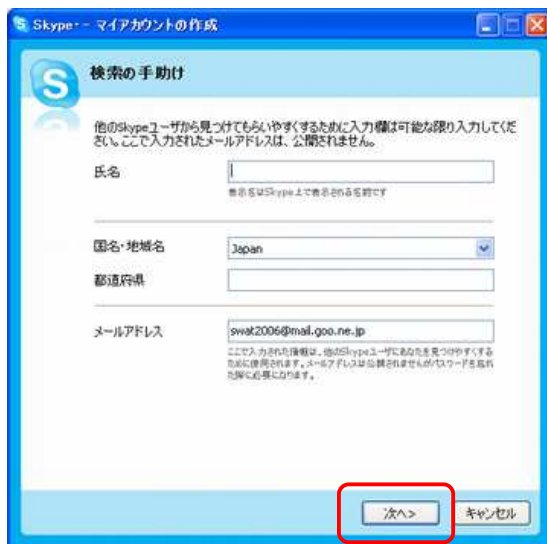 Skype™ - マイアカウントの作成
検索の手助け
他のSkypeユーザから見つけてもらいやすくするために入力欄は可能な限り入力してくだ
さい。ここで入力されたメールアドレスは、公開されません。
氏名
表示名はSkype上で表示される名前です
国名・地域名
Japan
都道府県
メールアドレス
swat2006@mail.goo.ne.jp
ここで入力された情報は、他のSkypeユーザにあなたを見つけやすくする
ために使用されます。メールアドレスは公開されませんがパスワードを忘れ
た際に必要になります。
次へ>
キャンセル